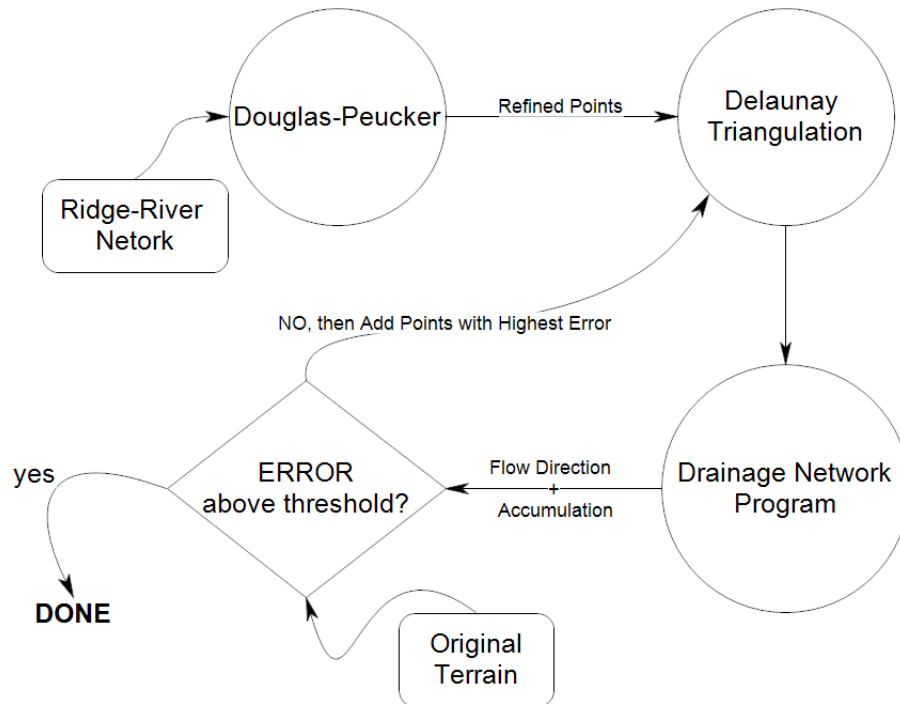 Douglas-Peucker
Refined Points
Delaunay
Triangulation
Ridge-River
Netork
NO, then Add Points with Highest Error
yes
ERROR
above threshold?
Flow Direction
+
Accumulation
Drainage Network
Program
DONE
Original
Terrain